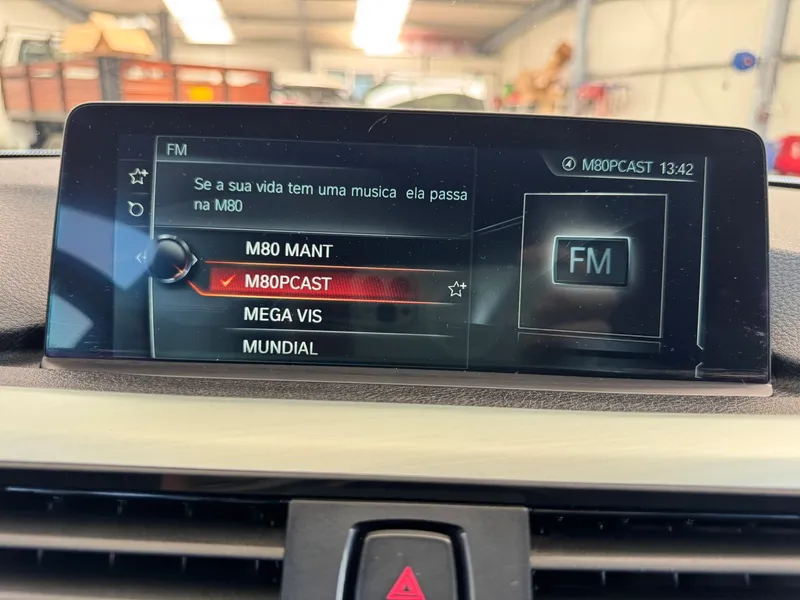 FM
M80PCAST 13:42
Se a sua vida tem uma musica ela passa
na M80
M80 MANT
M80PCAST
MEGA VIS
MUNDIAL
FM